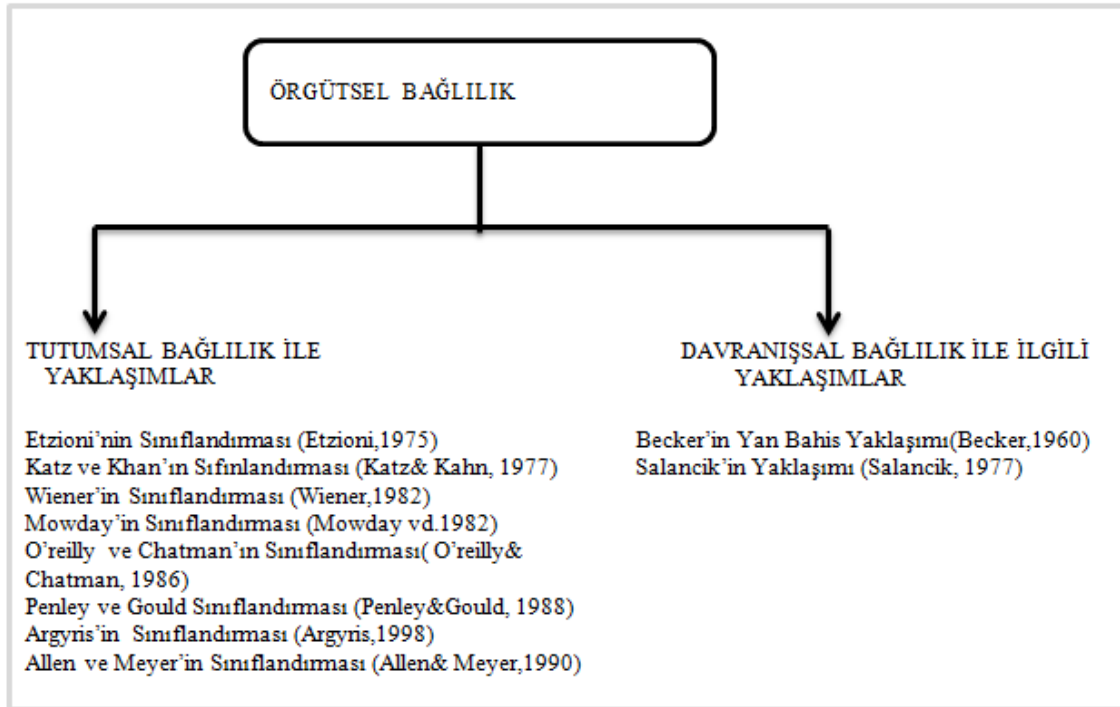 ÖRGÜTSEL BAĞLILIK
TUTUMSAL BAĞLILIK İLE
YAKLAŞIMLAR
Etzioni’nin Sınıflandırması (Etzioni,1975)
Katz ve Khan’ın Sıfınlandırması (Katz& Kahn, 1977)
Wiener’in Sınıflandırması (Wiener,1982)
Mowday’in Sınıflandırması (Mowday vd.1982)
O’reilly ve Chatman’ın Sınıflandırması( O’reilly&
Chatman, 1986)
Penley ve Gould Sınıflandırması (Penley&Gould, 1988)
Argyris’in Sınıflandırması (Argyris,1998)
Allen ve Meyer’in Sınıflandırması (Allen& Meyer,1990)
DAVRANIŞSAL BAĞLILIK İLE İLGİLİ
YAKLAŞIMLAR
Becker’in Yan Bahis Yaklaşımı(Becker,1960)
Salancik’in Yaklaşımı (Salancik, 1977)